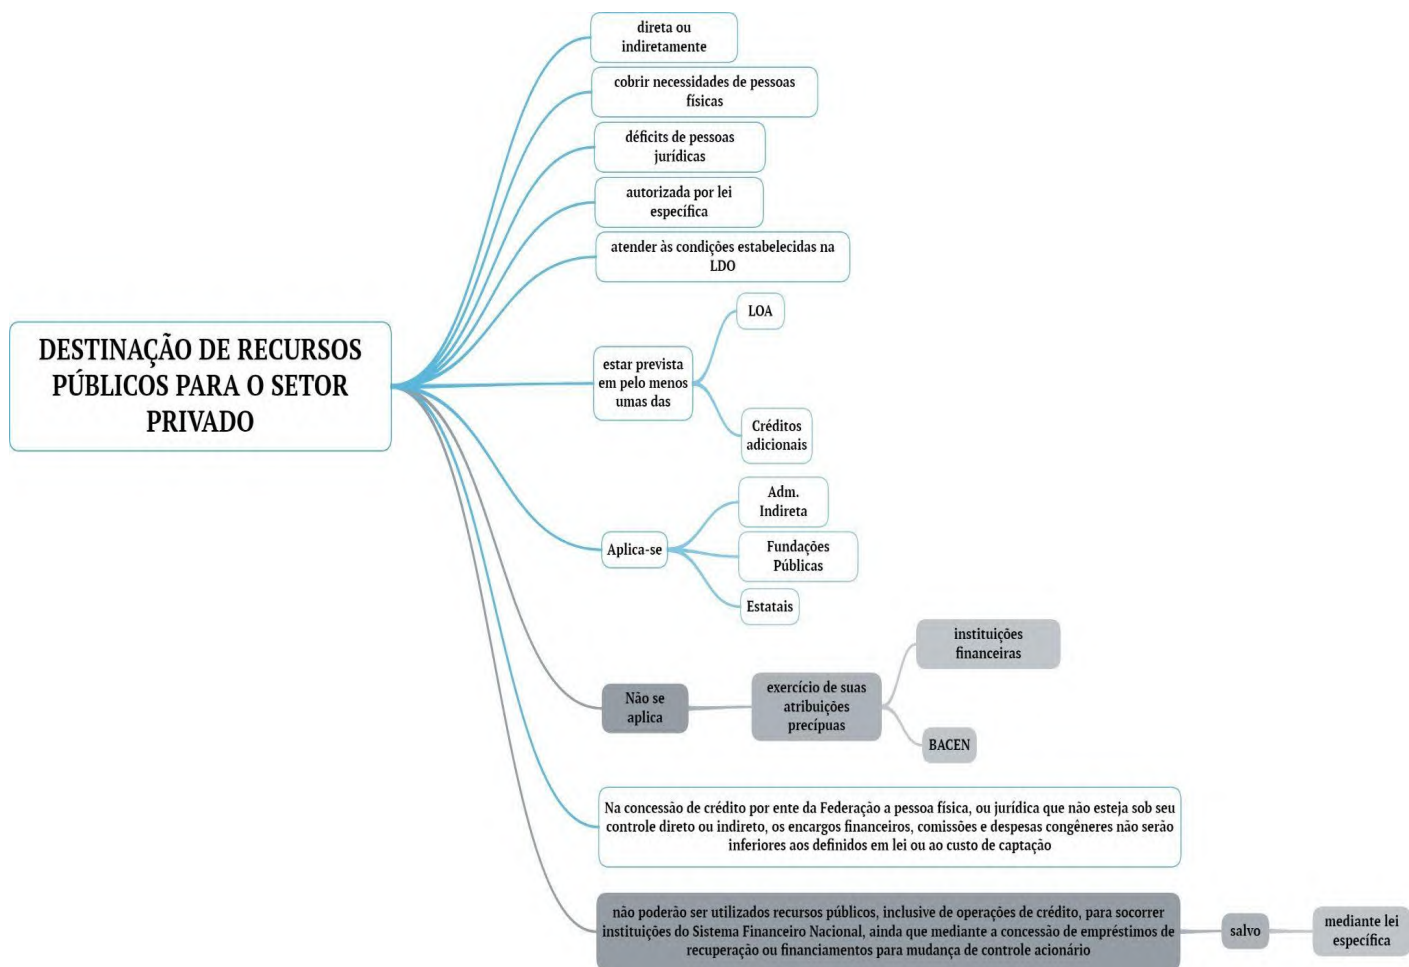 DESTINAÇÃO DE RECURSOS
PÚBLICOS PARA O SETOR
PRIVADO
direta ou
indiretamente
cobrir necessidades de pessoas
físicas
déficits de pessoas
jurídicas
autorizada por lei
específica
atender às condições estabelecidas na
LDO
estar prevista
em pelo menos
umas das
LOA
Créditos
adicionais
Aplica-se
Adm.
Indireta
Fundações
Públicas
Estatais
Não se
aplica
exercício de suas
atribuições
precípuas
instituições
financeiras
BACEN
Na concessão de crédito por ente da Federação a pessoa física, ou jurídica que não esteja sob seu
controle direto ou indireto, os encargos financeiros, comissões e despesas congêneres não serão
inferiores aos definidos em lei ou ao custo de captação
não poderão ser utilizados recursos públicos, inclusive de operações de crédito, para socorrer
instituições do Sistema Financeiro Nacional, ainda que mediante a concessão de empréstimos de
recuperação ou financiamentos para mudança de controle acionário
salvo
mediante lei
específica